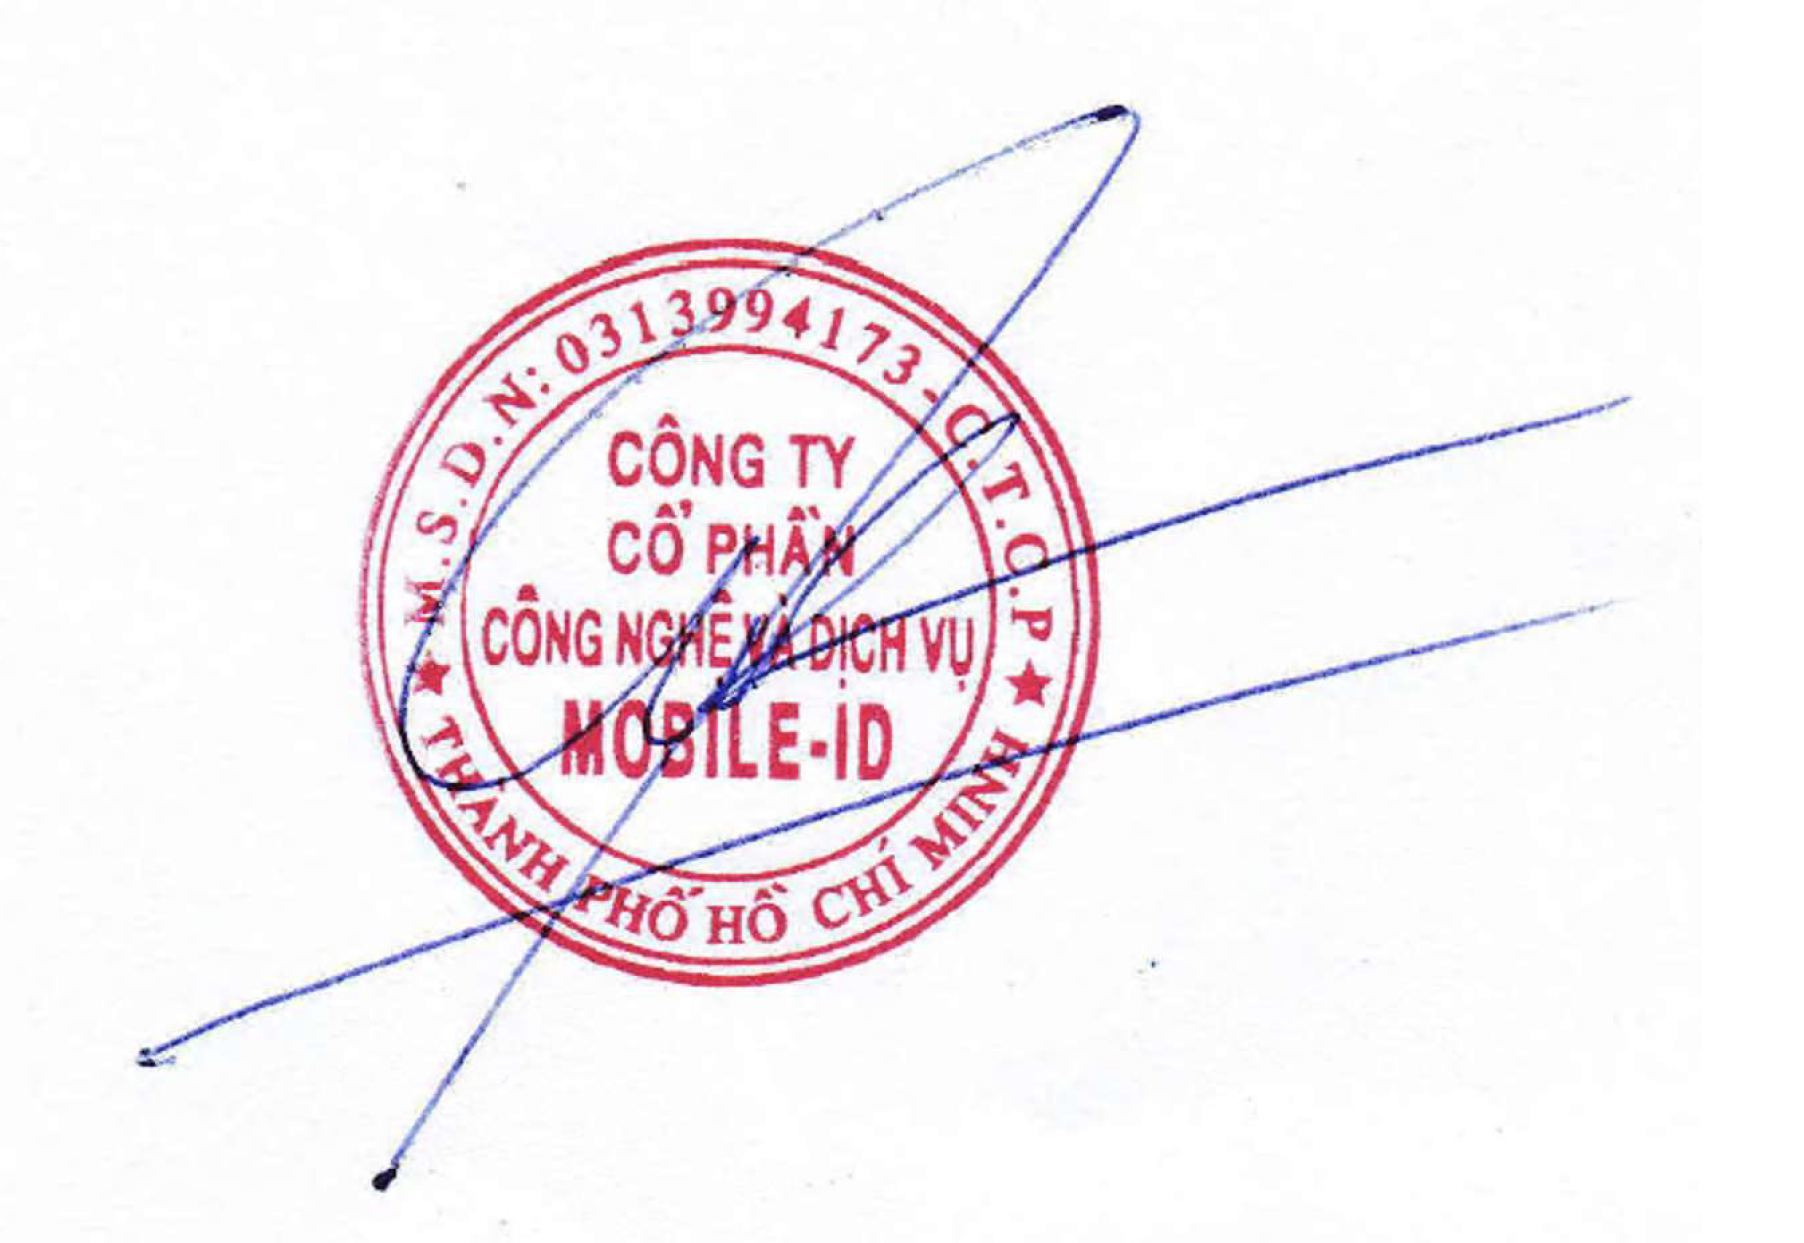 M.S.D.N: 0313994173 - C.T.C.P
CÔNG TY
CỔ PHẦN
CÔNG NGHỆ VÀ DỊCH VỤ
MOBILE-ID
THÀNH PHỐ HỒ CHÍ MINH